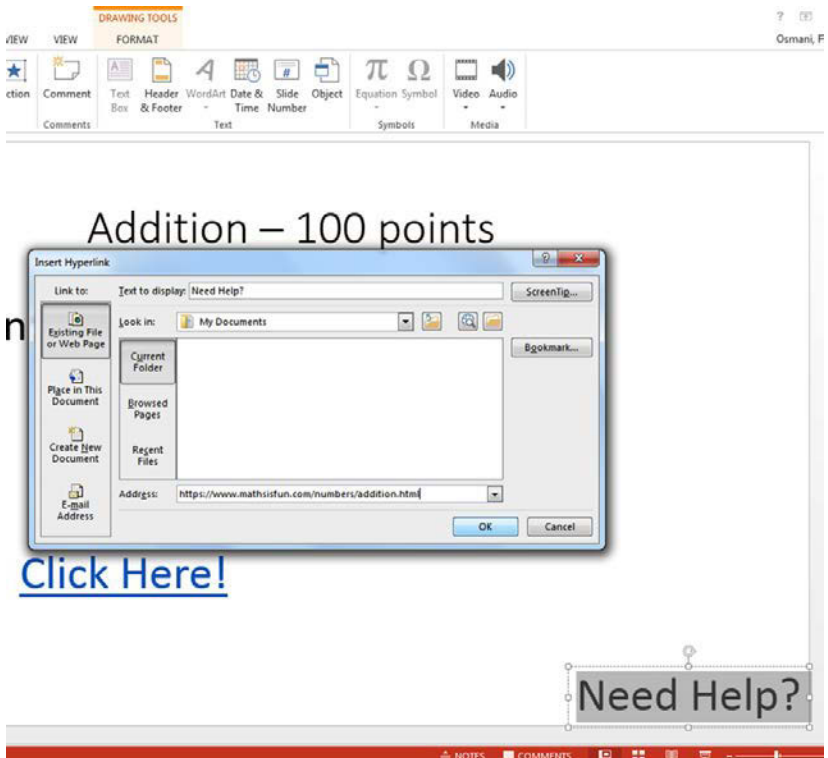 DRAWING TOOLS
?
VIEW VIEW FORMAT Osmani, F
ction Comment Text Box Header & Footer WordArt Date & Time Slide Number Object Equation Symbol Video Audio
Comments Text Symbols Media
Addition – 100 points
Insert Hyperlink
Link to: Text to display: Need Help? ScreenTip...
Existing File or Web Page Look in: My Documents
Bookmark...
Current Folder
Place in This Document
Browsed Pages
Create New Document
Recent Files
E-mail Address
Address: https://www.mathsisfun.com/numbers/addition.html
OK Cancel
n
Click Here!
Need Help?
NOTES COMMENTS